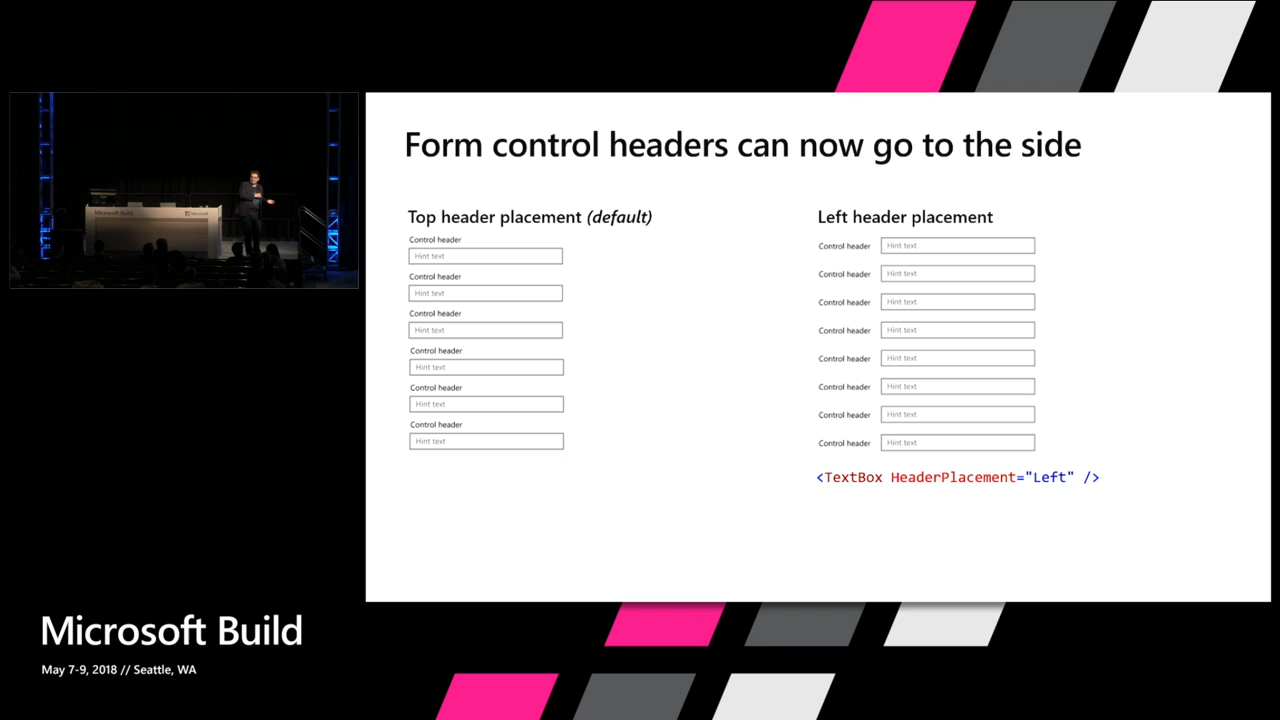 Form control headers can now go to the side
Top header placement (default)
Control header
Hint text
Control header
Hint text
Control header
Hint text
Control header
Hint text
Control header
Hint text
Control header
Hint text
Left header placement
Control header Hint text
Control header Hint text
Control header Hint text
Control header Hint text
Control header Hint text
Control header Hint text
Control header Hint text
Control header Hint text
<TextBox HeaderPlacement="Left" />
Microsoft Build
Microsoft
Microsoft Build
May 7-9, 2018 // Seattle, WA